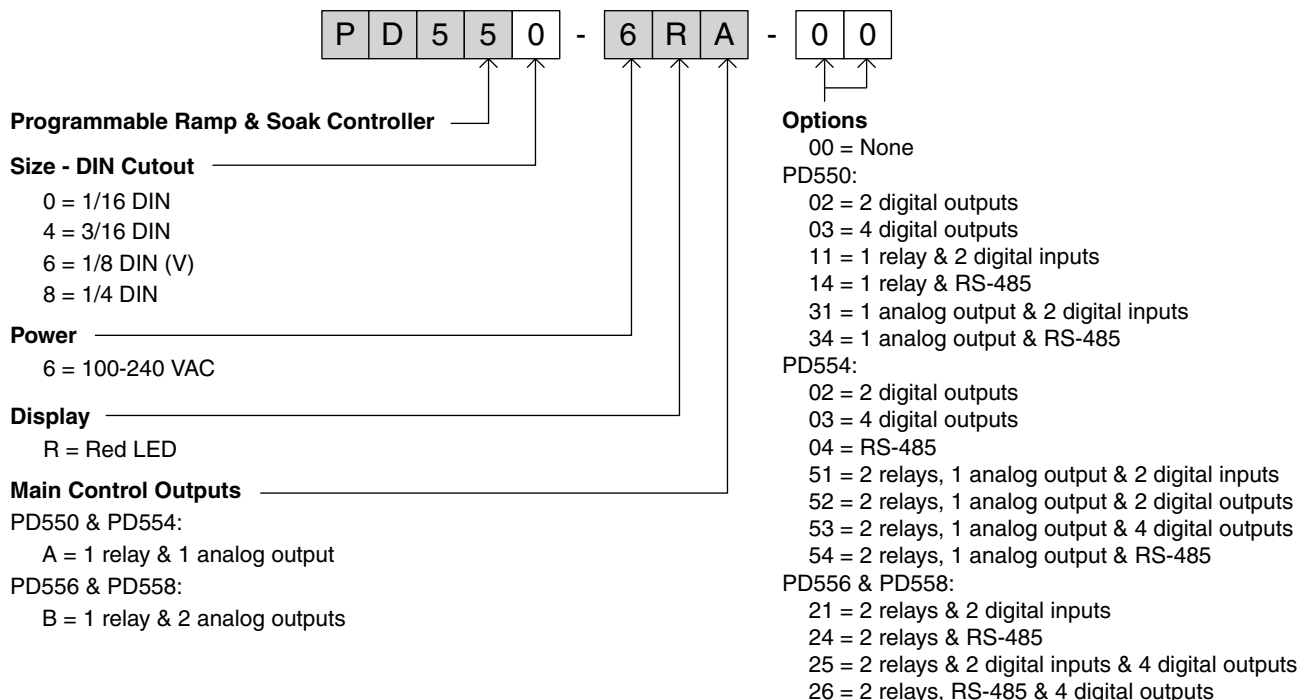 P D 5 5 0 - 6 R A - 0 0
Programmable Ramp & Soak Controller
Size - DIN Cutout
0 = 1/16 DIN
4 = 3/16 DIN
6 = 1/8 DIN (V)
8 = 1/4 DIN
Power
6 = 100-240 VAC
Display
R = Red LED
Main Control Outputs
PD550 & PD554:
A = 1 relay & 1 analog output
PD556 & PD558:
B = 1 relay & 2 analog outputs
Options
00 = None
PD550:
02 = 2 digital outputs
03 = 4 digital outputs
11 = 1 relay & 2 digital inputs
14 = 1 relay & RS-485
31 = 1 analog output & 2 digital inputs
34 = 1 analog output & RS-485
PD554:
02 = 2 digital outputs
03 = 4 digital outputs
04 = RS-485
51 = 2 relays, 1 analog output & 2 digital inputs
52 = 2 relays, 1 analog output & 2 digital outputs
53 = 2 relays, 1 analog output & 4 digital outputs
54 = 2 relays, 1 analog output & RS-485
PD556 & PD558:
21 = 2 relays & 2 digital inputs
24 = 2 relays & RS-485
25 = 2 relays & 2 digital inputs & 4 digital outputs
26 = 2 relays, RS-485 & 4 digital outputs